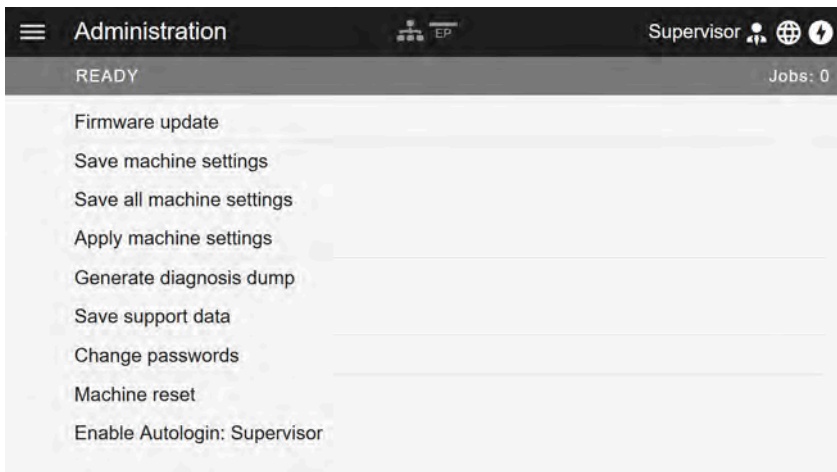 Administration EP Supervisor
READY Jobs: 0
Firmware update
Save machine settings
Save all machine settings
Apply machine settings
Generate diagnosis dump
Save support data
Change passwords
Machine reset
Enable Autologin: Supervisor